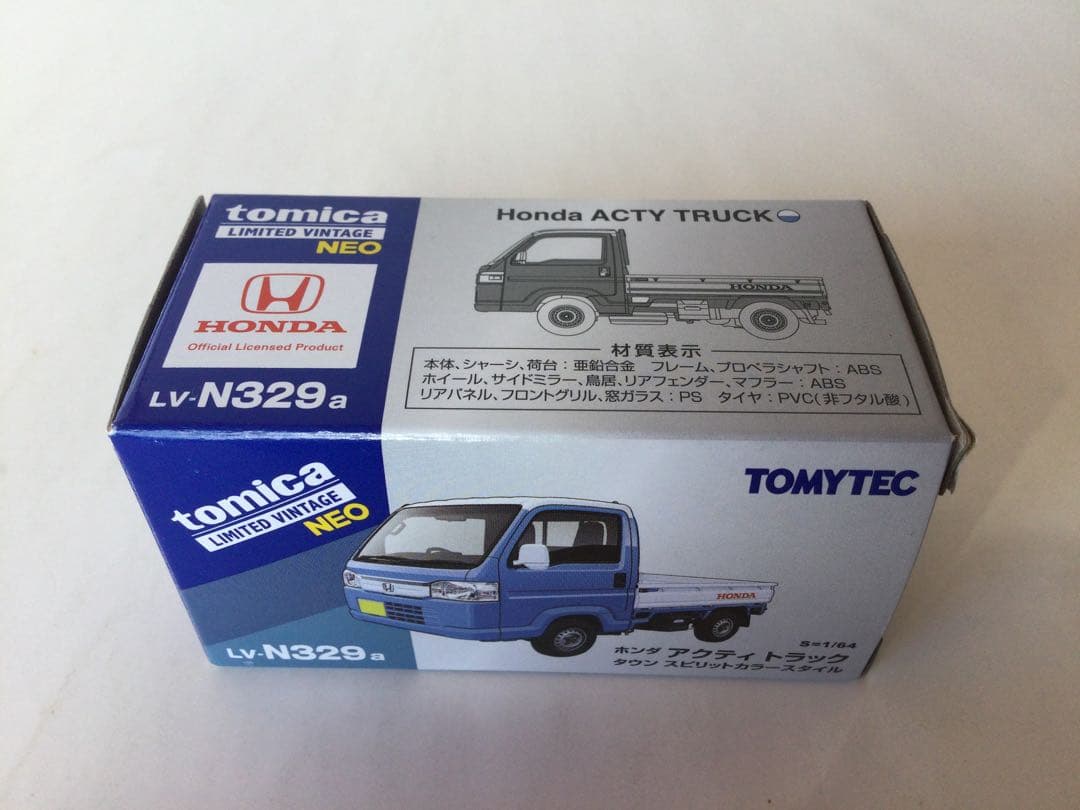 tomica
LIMITED VINTAGE
NEO
HONDA
Official Licensed Product
LV-N329a
Honda ACTY TRUCK
HONDA
材質表示
本体、シャーシ、荷台：亜鉛合金　フレーム、プロペラシャフト：ABS
ホイール、サイドミラー、鳥居、リアフェンダー、マフラー：ABS
リアパネル、フロントグリル、窓ガラス：PS　タイヤ：PVC(非フタル酸)
tomica
LIMITED VINTAGE
NEO
LV-N329a
TOMYTEC
HONDA
S=1/64
ホンダ アクティ トラック
タウン スピリットカラースタイル